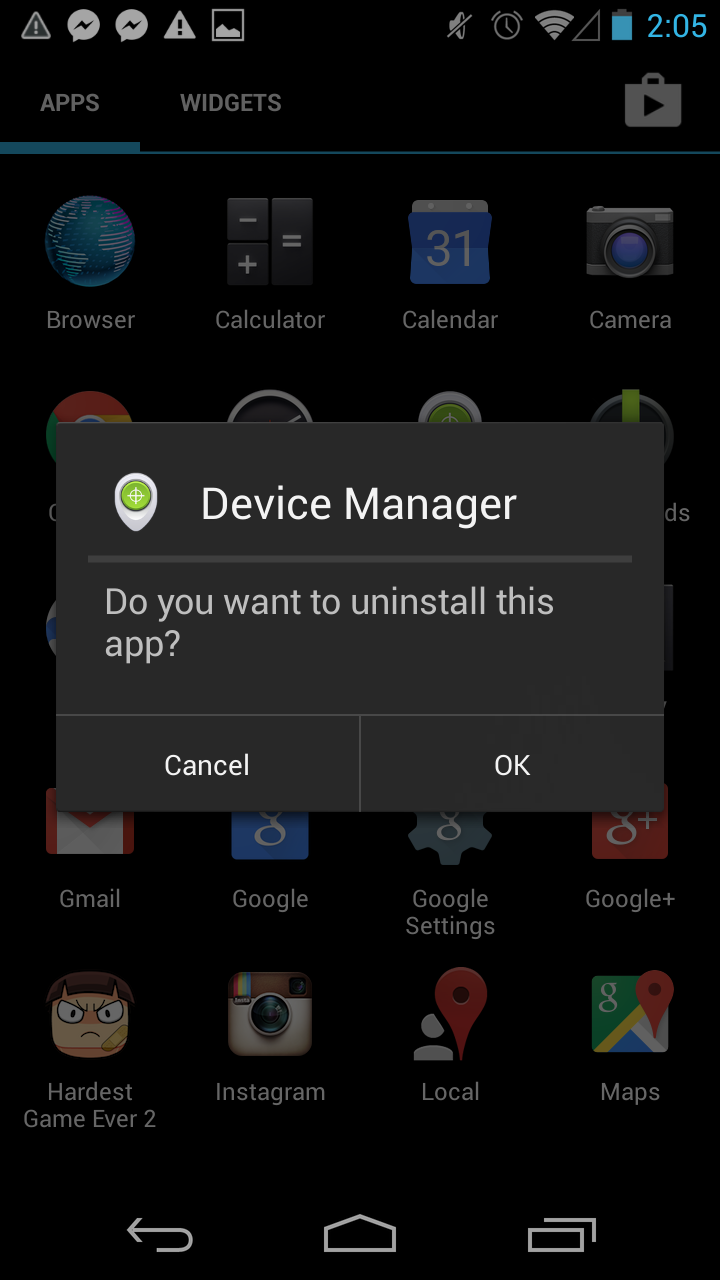 2:05
APPS WIDGETS
31
Browser Calculator Calendar Camera
Device Manager
ds
Do you want to uninstall this
app?
Cancel OK
g g g+
Gmail Google Google Google+
Settings
g
Hardest Instagram Local Maps
Game Ever 2